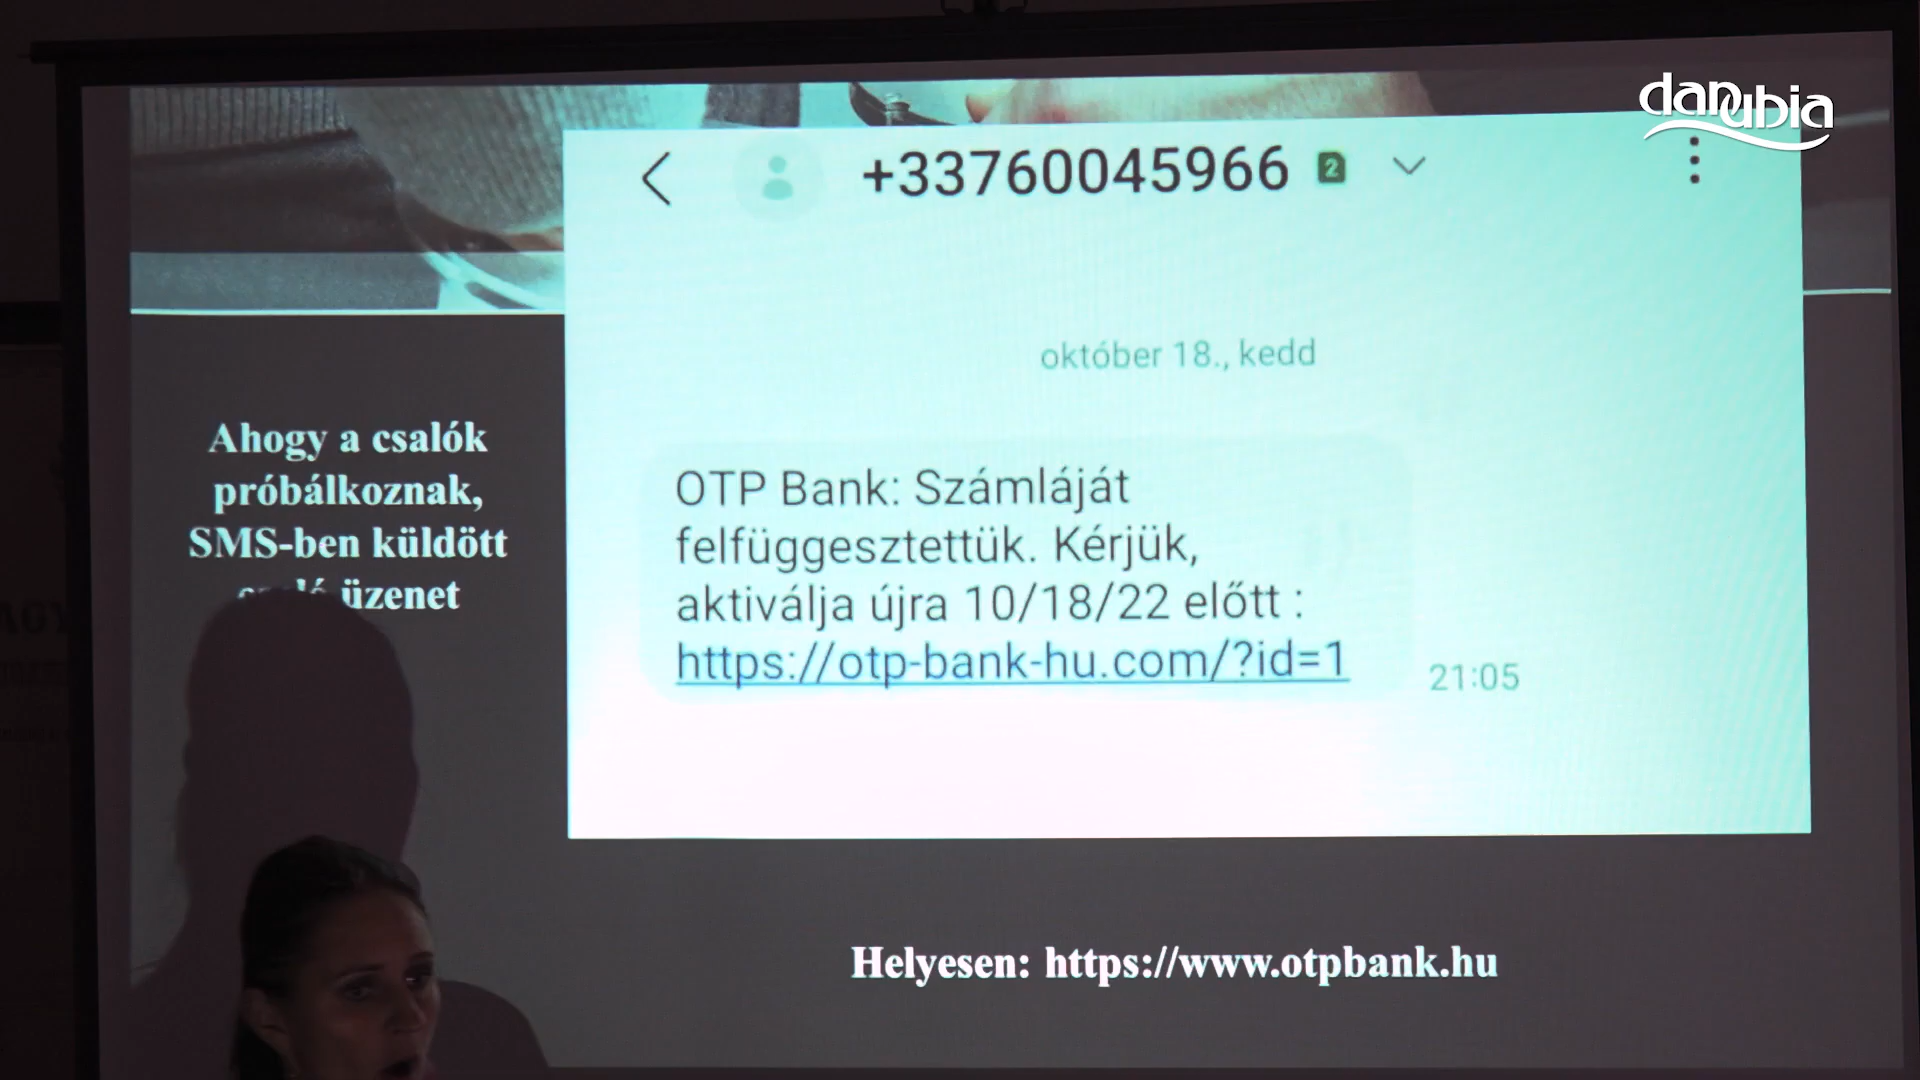 danubia
+33760045966 2
október 18., kedd
OTP Bank: Számláját
felfüggesztettük. Kérjük,
aktiválja újra 10/18/22 előtt :
https://otp-bank-hu.com/?id=1
21:05
Ahogy a csalók
próbálkoznak,
SMS-ben küldött
üzenet
Helyesen: https://www.otpbank.hu